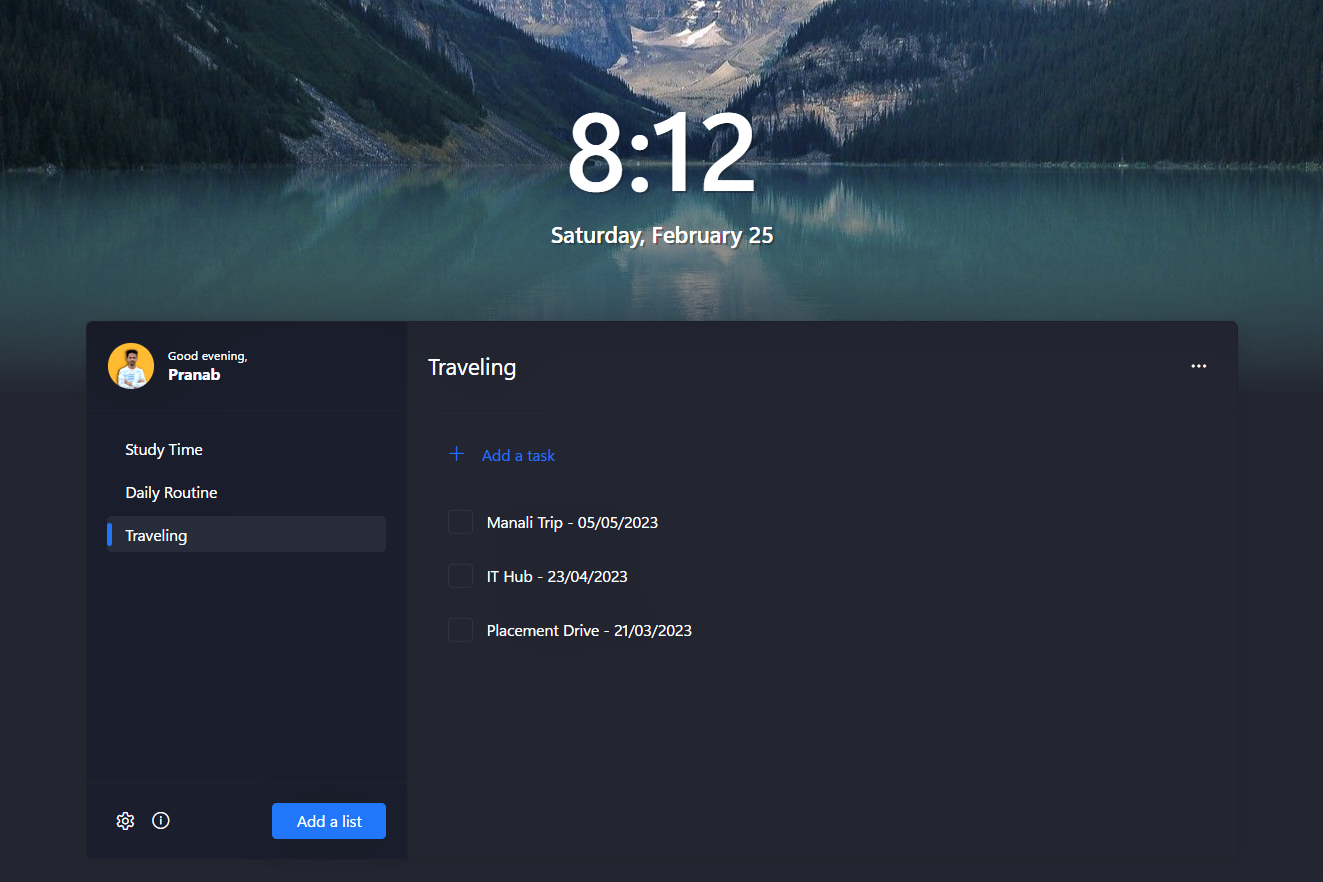 8:12
Saturday, February 25
Good evening,
Pranab
Study Time
Daily Routine
Traveling
Add a list
Traveling
Add a task
Manali Trip - 05/05/2023
IT Hub - 23/04/2023
Placement Drive - 21/03/2023